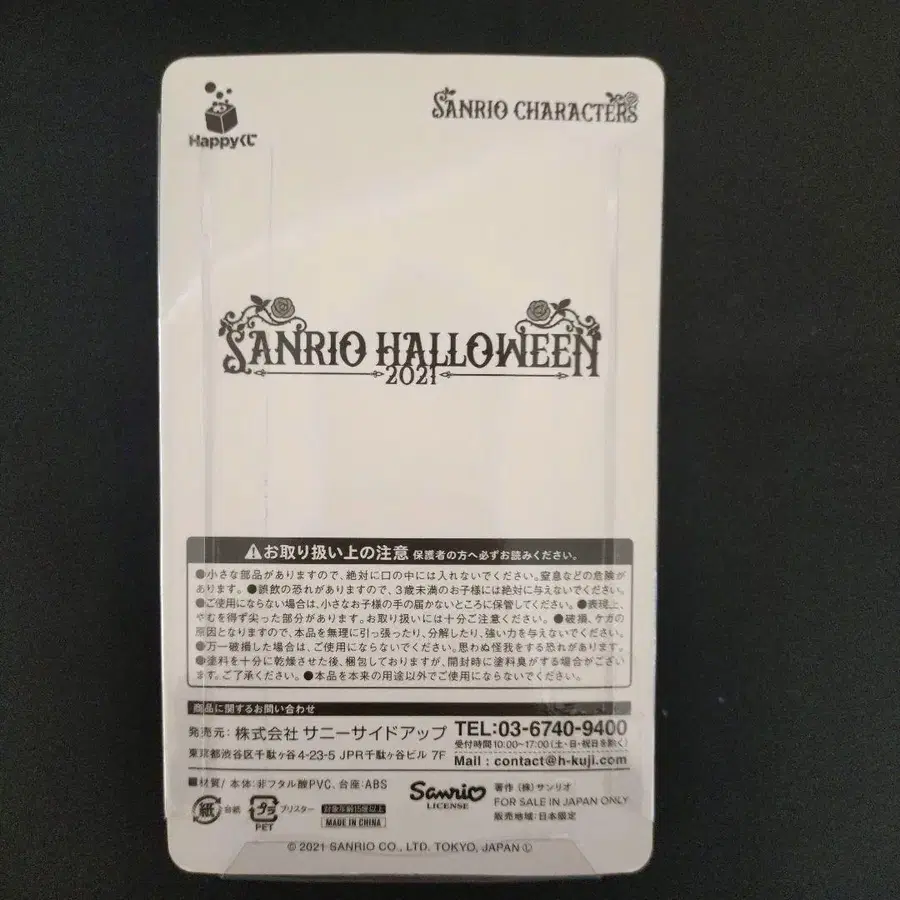 Happyくじ
SANRIO CHARACTERS
SANRIO HALLOWEEN
2021
お取り扱い上の注意 保護者の方へ必ずお読みください。
●小さな部品がありますので、絶対に口の中には入れないでください。窒息などの危険が
あります。●誤飲の恐れがありますので、3歳未満のお子様には絶対に与えないでください。
●ご使用にならない場合は、小さなお子様の手の届かないところに保管してください。●表現上、
やむを得ず尖った部分があります。お取り扱いには十分ご注意ください。●破損、ケガの
原因となりますので、本品を無理に引っ張ったり、分解したり、強い力を与えないでください。
●万一破損した場合は、ご使用にならないでください。思わぬ怪我をする恐れがあります。
●塗料を十分に乾燥させた後、梱包しておりますが、開封時に塗料臭がする場合がござい
ます。ご了承ください。●本品を本来の用途以外でご使用にならないでください。
商品に関するお問い合わせ
発売元: 株式会社 サニーサイドアップ
東京都渋谷区千駄ヶ谷4-23-5 JPR千駄ヶ谷ビル 7F
TEL:03-6740-9400
受付時間10:00~17:00(土・日・祝日を除く)
Mail : contact@h-kuji.com
■材質/ 本体:非フタル酸PVC、台座:ABS
紙 台紙 プラ ブリスター
PET
対象年齢15歳以上
MADE IN CHINA
Sanrio
LICENSE
著作 (株) サンリオ
FOR SALE IN JAPAN ONLY
販売地域:日本限定
© 2021 SANRIO CO., LTD. TOKYO, JAPAN Ⓛ